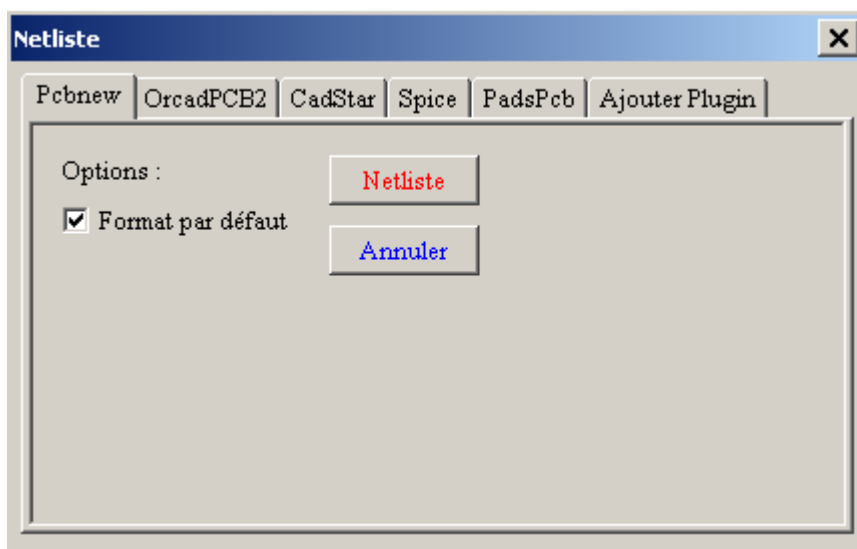 Netliste
Pcbnew OrcadPCB2 CadStar Spice PadsPcb Ajouter Plugin
Options : Netliste
Format par défaut
Annuler